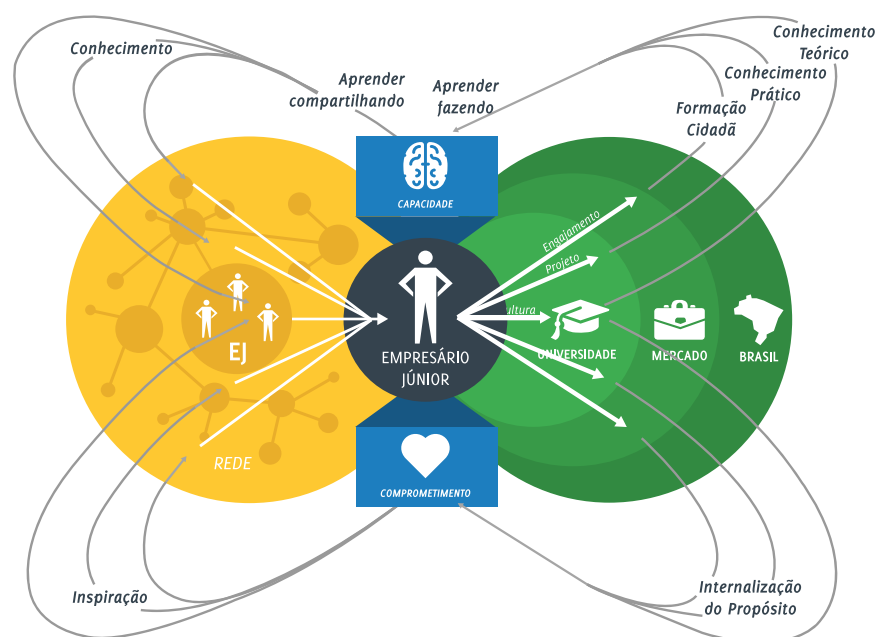 Conhecimento
Aprender
compartilhando
Aprender
fazendo
Conhecimento
Teórico
Conhecimento
Prático
Formação
Cidadã
CAPACIDADE
Engajamento
Projeto
ultura
EJ
EMPRESÁRIO
JÚNIOR
UNIVERSIDADE
MERCADO
BRASIL
REDE
COMPROMETIMENTO
Inspiração
Internalização
do Propósito